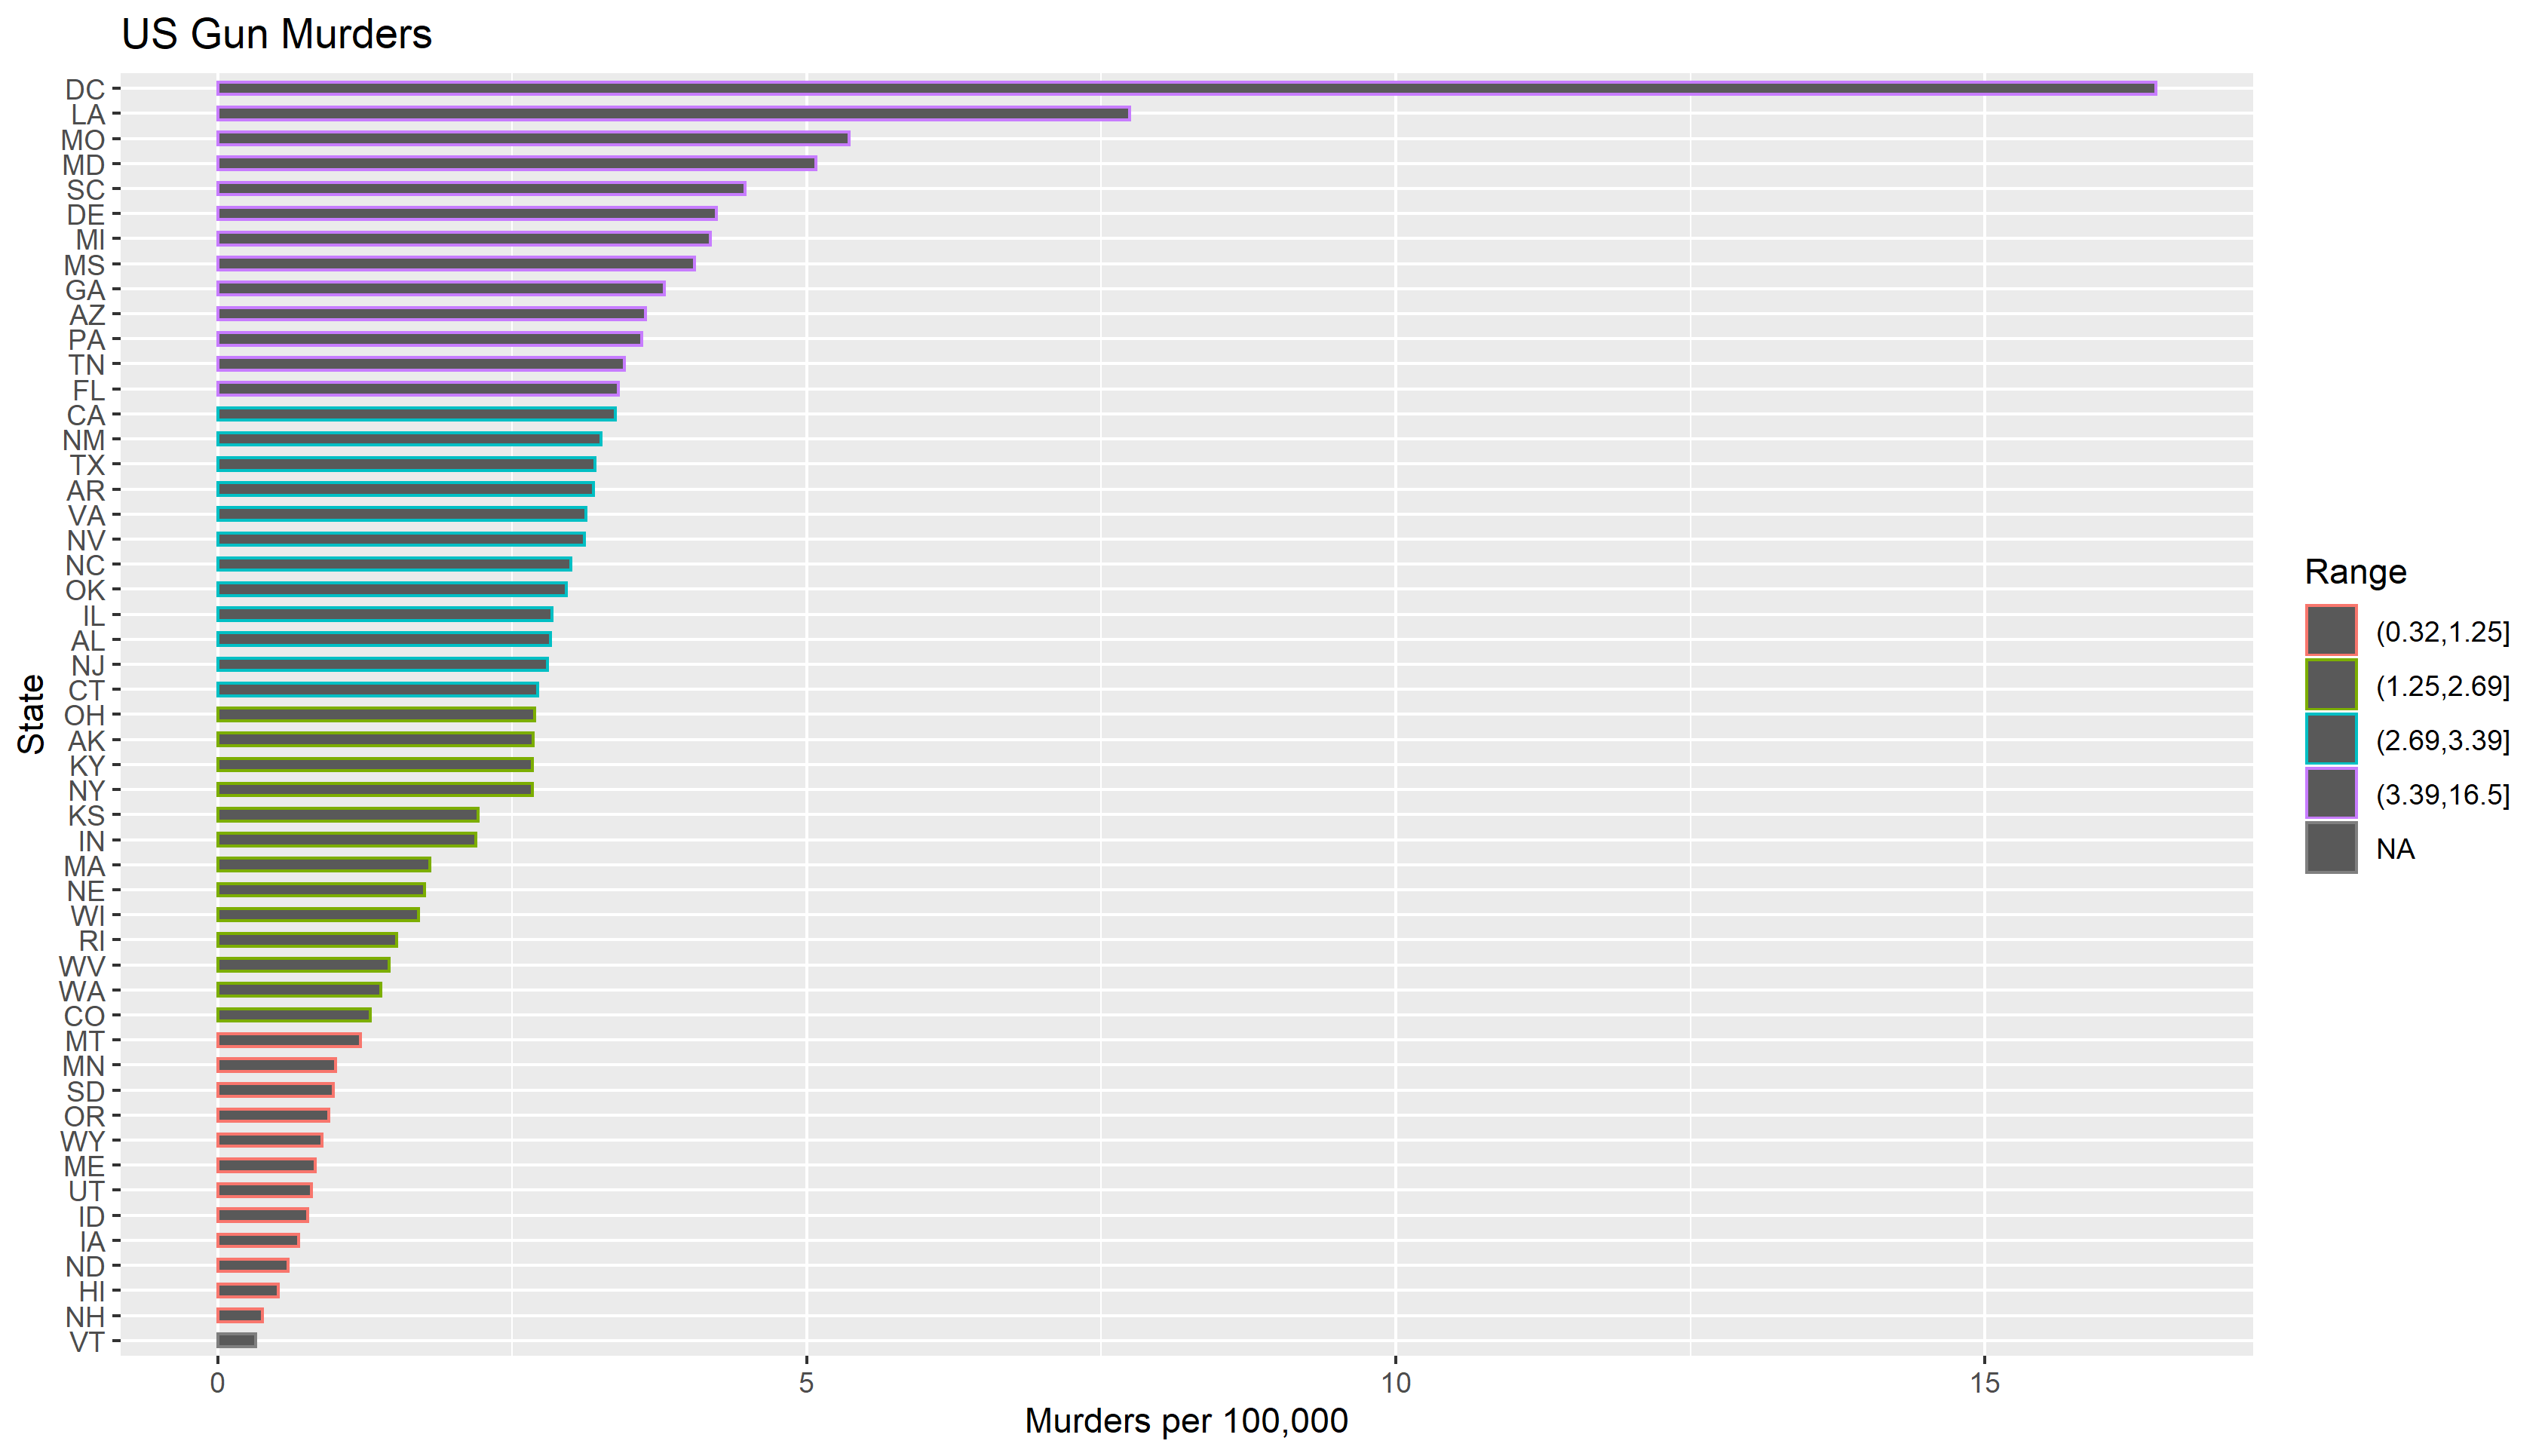 US Gun Murders
DC
LA
MO
MD
SC
DE
MI
MS
GA
AZ
PA
TN
FL
CA
NM
TX
AR
VA
NV
NC
OK
IL
AL
NJ
CT
OH
AK
KY
NY
KS
IN
MA
NE
WI
RI
WV
WA
CO
MT
MN
SD
OR
WY
ME
UT
ID
IA
ND
HI
NH
VT
State
0 5 10 15
Murders per 100,000
Range
(0.32,1.25]
(1.25,2.69]
(2.69,3.39]
(3.39,16.5]
NA